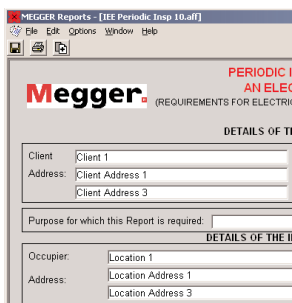 MEGGER Reports - [IEE Periodic Insp 10.aff]
File Edit Options Window Help
PERIODIC I
Megger. AN ELEC
(REQUIREMENTS FOR ELECTRIC
DETAILS OF TH
Client Client 1
Address: Client Address 1
Client Address 3
Purpose for which this Report is required:
DETAILS OF THE I
Occupier: Location 1
Address: Location Address 1
Location Address 3